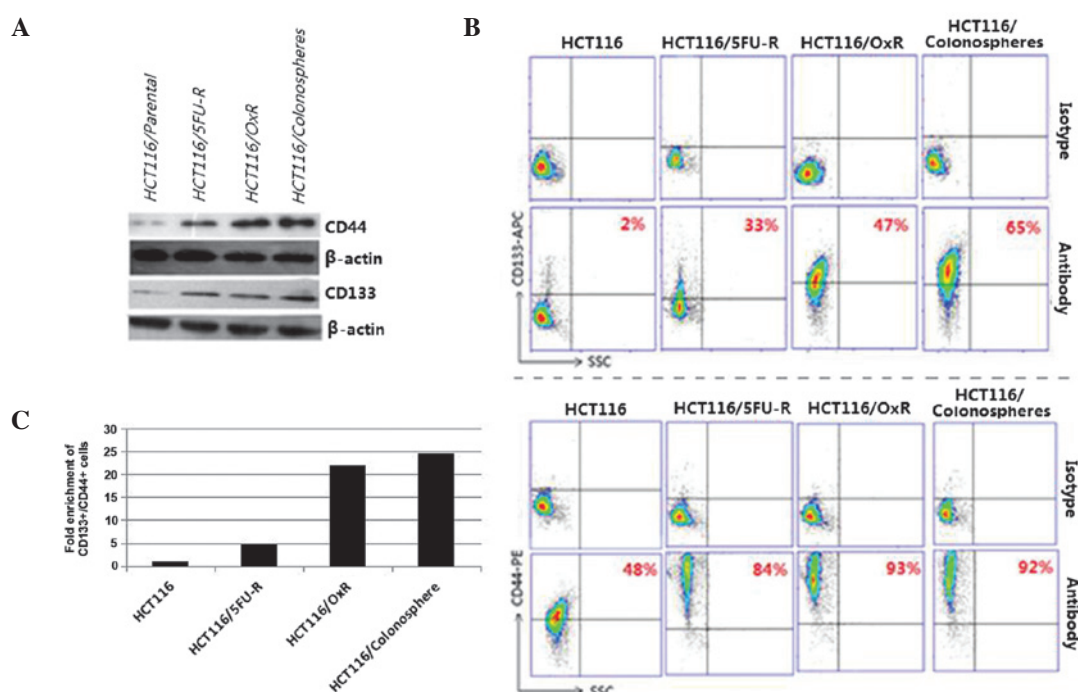 A
HCT116/Parental
HCT116/5FU-R
HCT116/OxR
HCT116/Colonospheres
CD44
β-actin
CD133
β-actin
B
HCT116
HCT116/5FU-R
HCT116/OxR
HCT116/
Colonospheres
Isotype
2%
33%
47%
65%
Antibody
CD133-APC
SSC
HCT116
HCT116/5FU-R
HCT116/OxR
HCT116/
Colonospheres
Isotype
48%
84%
93%
92%
Antibody
CD44-PE
SSC
C
Fold enrichment of
CD133+/CD44+ cells
30
25
20
15
10
5
0
HCT116
HCT116/5FU-R
HCT116/OxR
HCT116/Colonosphere